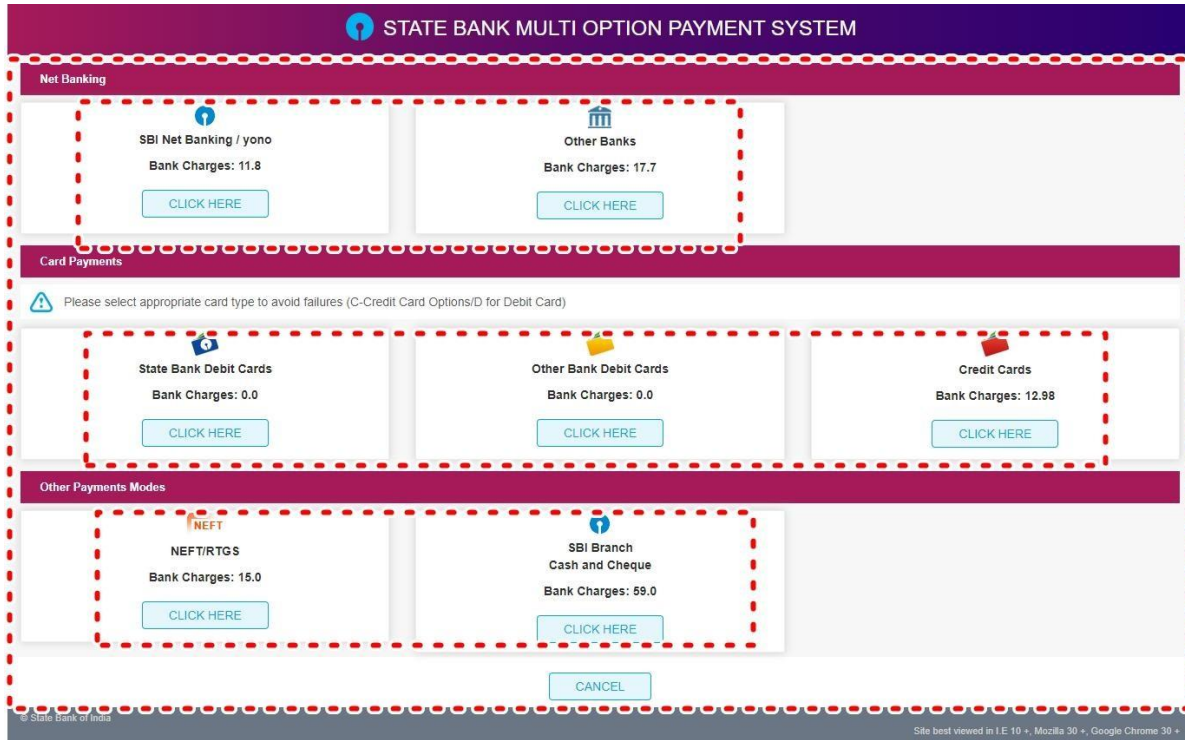 STATE BANK MULTI OPTION PAYMENT SYSTEM
Net Banking
SBI Net Banking / yono
Bank Charges: 11.8
CLICK HERE
Other Banks
Bank Charges: 17.7
CLICK HERE
Card Payments
Please select appropriate card type to avoid failures (C-Credit Card Options/D for Debit Card)
State Bank Debit Cards
Bank Charges: 0.0
CLICK HERE
Other Bank Debit Cards
Bank Charges: 0.0
CLICK HERE
Credit Cards
Bank Charges: 12.98
CLICK HERE
Other Payments Modes
NEFT
NEFT/RTGS
Bank Charges: 15.0
CLICK HERE
SBI Branch
Cash and Cheque
Bank Charges: 59.0
CLICK HERE
CANCEL
© State Bank of India
Site best viewed in I.E 10 +, Mozilla 30 +, Google Chrome 30 +